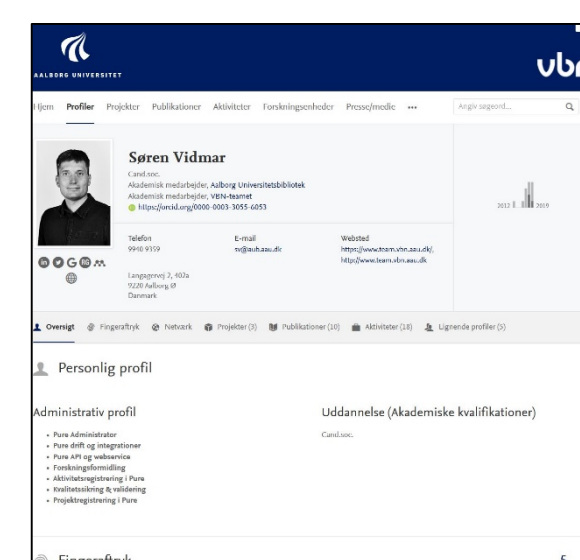 AALBORG UNIVERSITET
vbn
Hjem Profiler Projekter Publikationer Aktiviteter Forskningsenheder Presse/medie ••• Angiv søgeord...
Søren Vidmar
Cand.soc.
Akademisk medarbejder, Aalborg Universitetsbibliotek
Akademisk medarbejder, VBN-teamet
https://orcid.org/0000-0003-3055-6053
2012 2019
Telefon E-mail Websted
9940 9359 sv@aub.aau.dk https://www.team.vbn.aau.dk/,
http://www.team.vbn.aau.dk
Langagervej 2, 402a
9220 Aalborg Ø
Danmark
Oversigt Fingeraftryk Netværk Projekter (3) Publikationer (10) Aktiviteter (18) Lignende profiler (5)
Personlig profil
Administrativ profil Uddannelse (Akademiske kvalifikationer)
• Pure Administrator Cand.soc.
• Pure drift og integrationer
• Pure API og webservice
• Forskningsformidling
• Aktivitetsregistrering i Pure
• Kvalitetssikring & validering
• Projektregistrering i Pure
Fingeraftryk